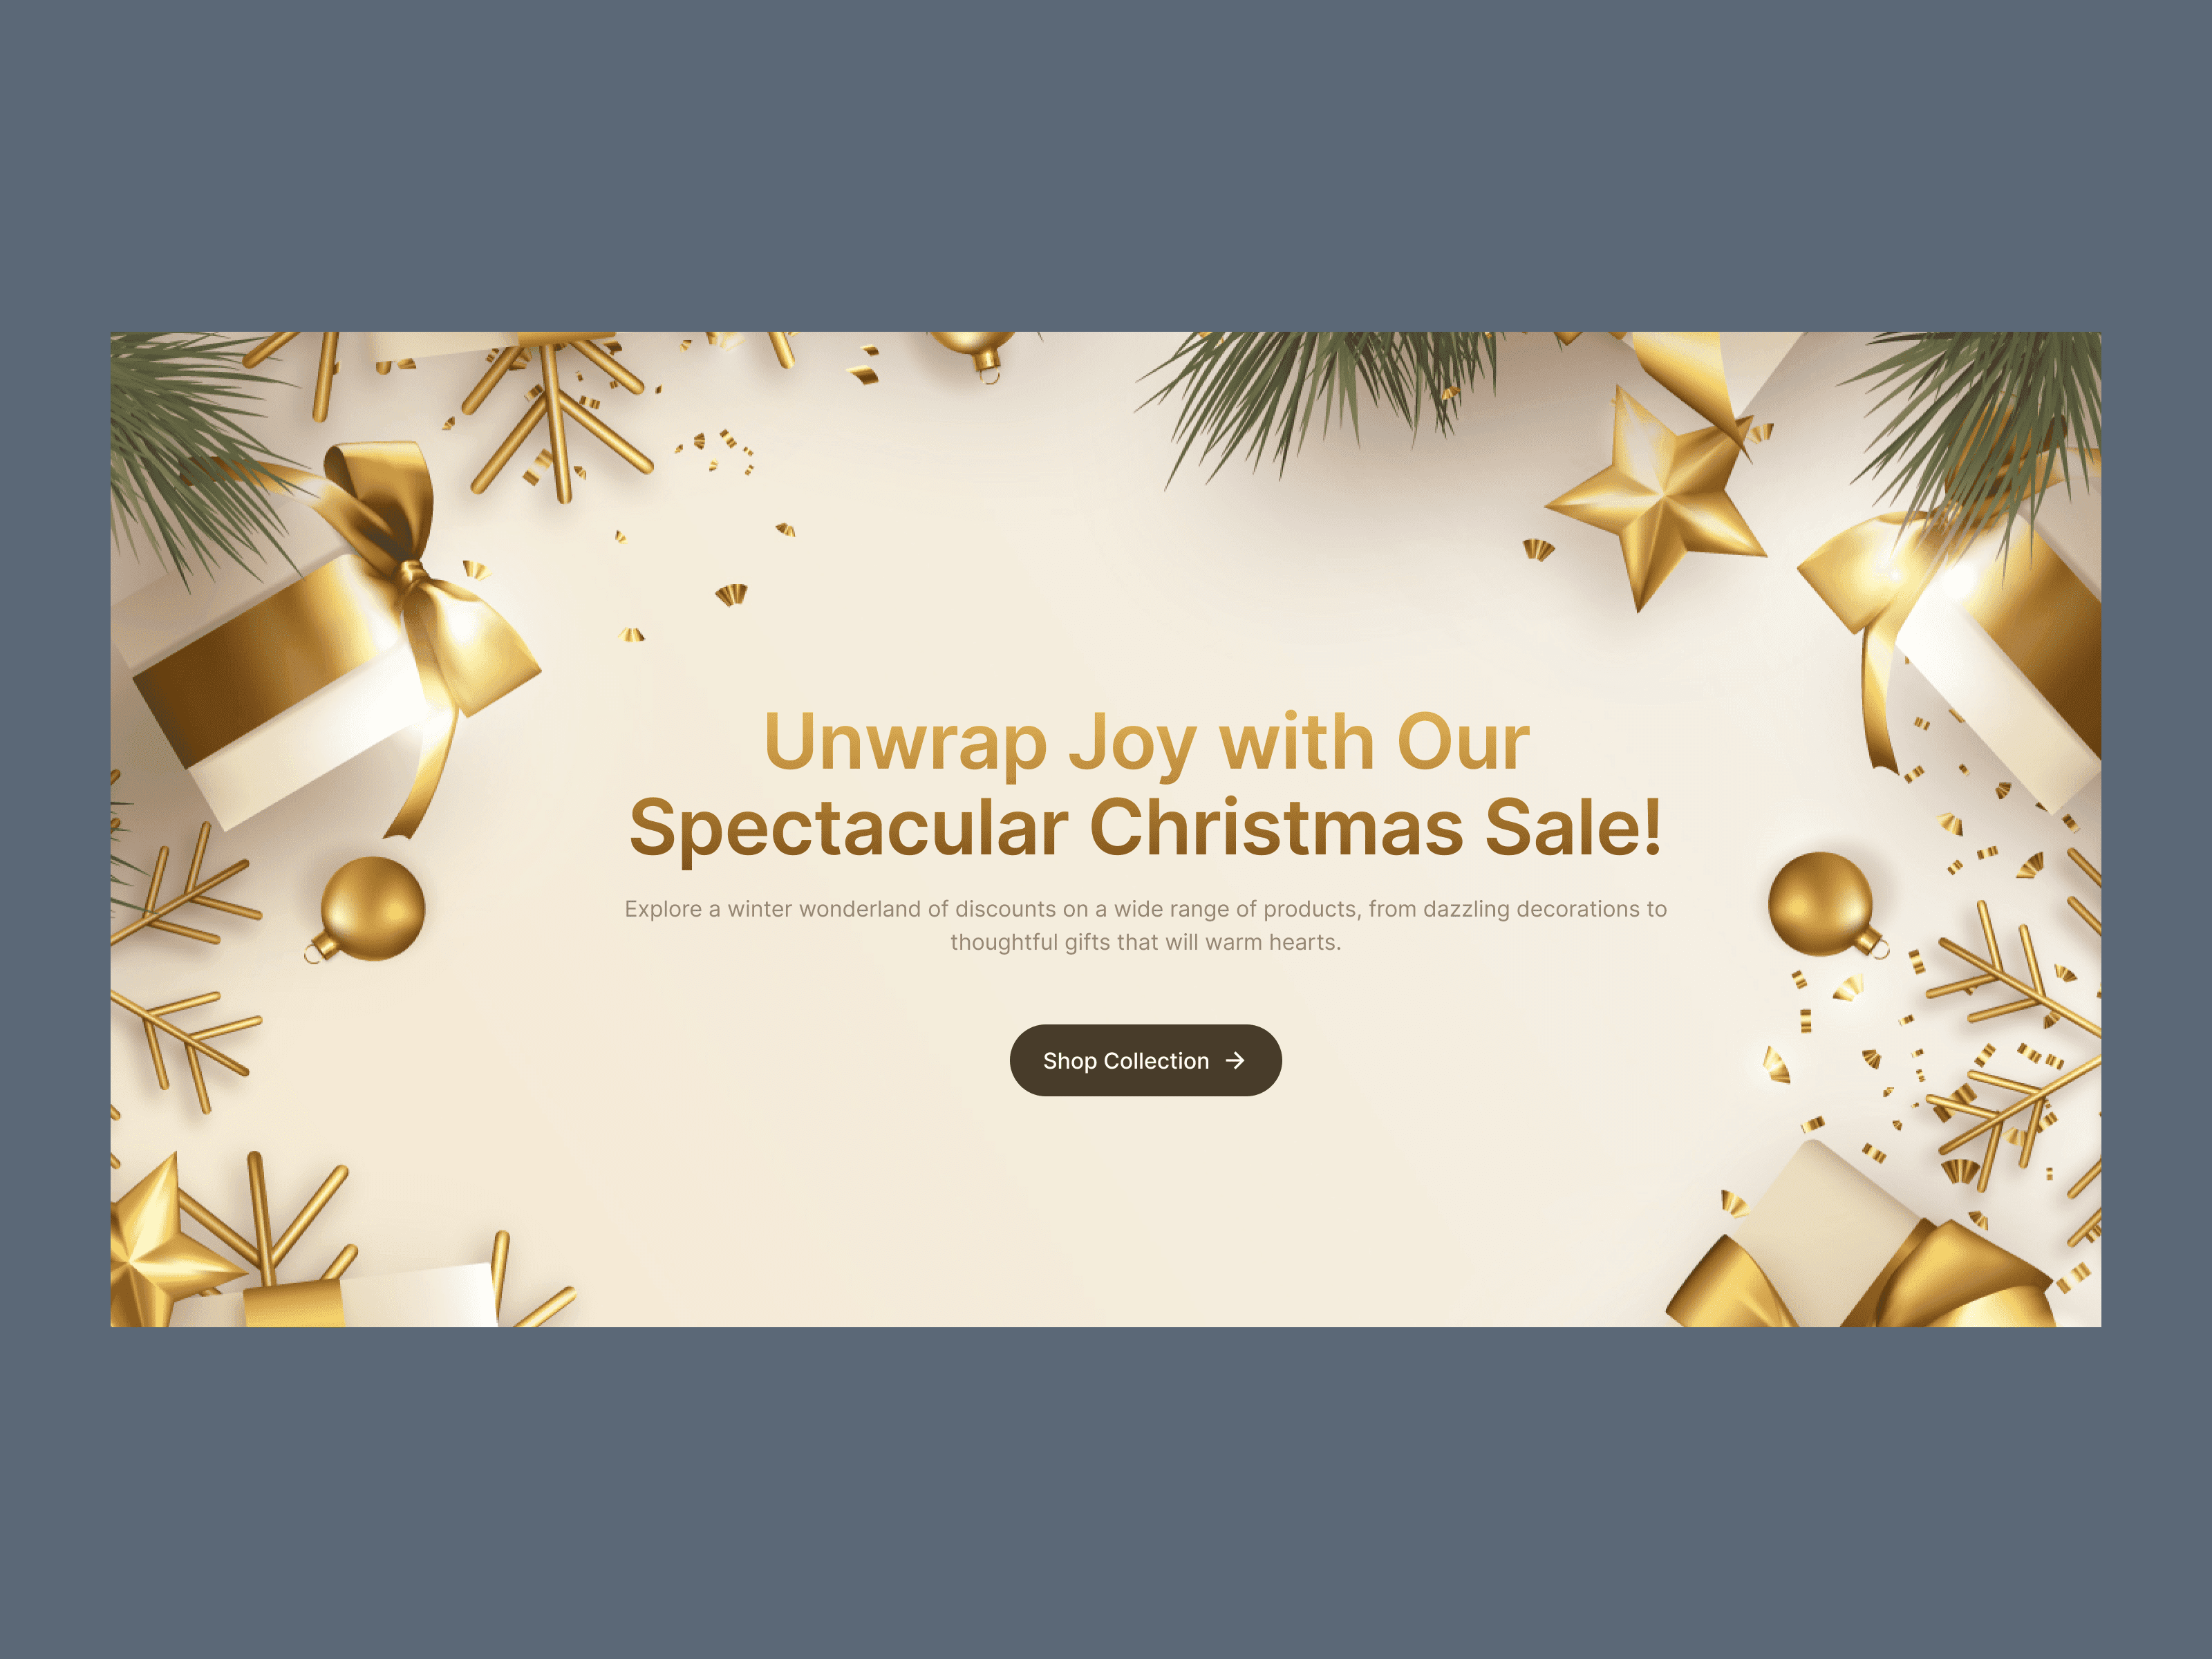 Unwrap Joy with Our
Spectacular Christmas Sale!
Explore a winter wonderland of discounts on a wide range of products, from dazzling decorations to
thoughtful gifts that will warm hearts.
Shop Collection →